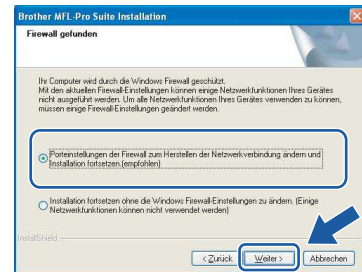 Brother MFL-Pro Suite Installation
Firewall gefunden
Ihr Computer wird durch die Windows Firewall geschützt.
Mit den aktuellen Firewall-Einstellungen können einige Netzwerkfunktionen Ihres Gerätes
nicht ausgeführt werden. Um alle Netzwerkfunktionen Ihres Gerätes verwenden zu können,
müssen einige Firewall-Einstellungen geändert werden.
Porteinstellungen der Firewall zum Herstellen der Netzwerkverbindung ändern und
Installation fortsetzen.(empfohlen)
Installation fortsetzen ohne die Windows Firewall-Einstellungen zu ändern. (Einige
Netzwerkfunktionen können nicht verwendet werden)
InstallShield
< Zurück Weiter > Abbrechen